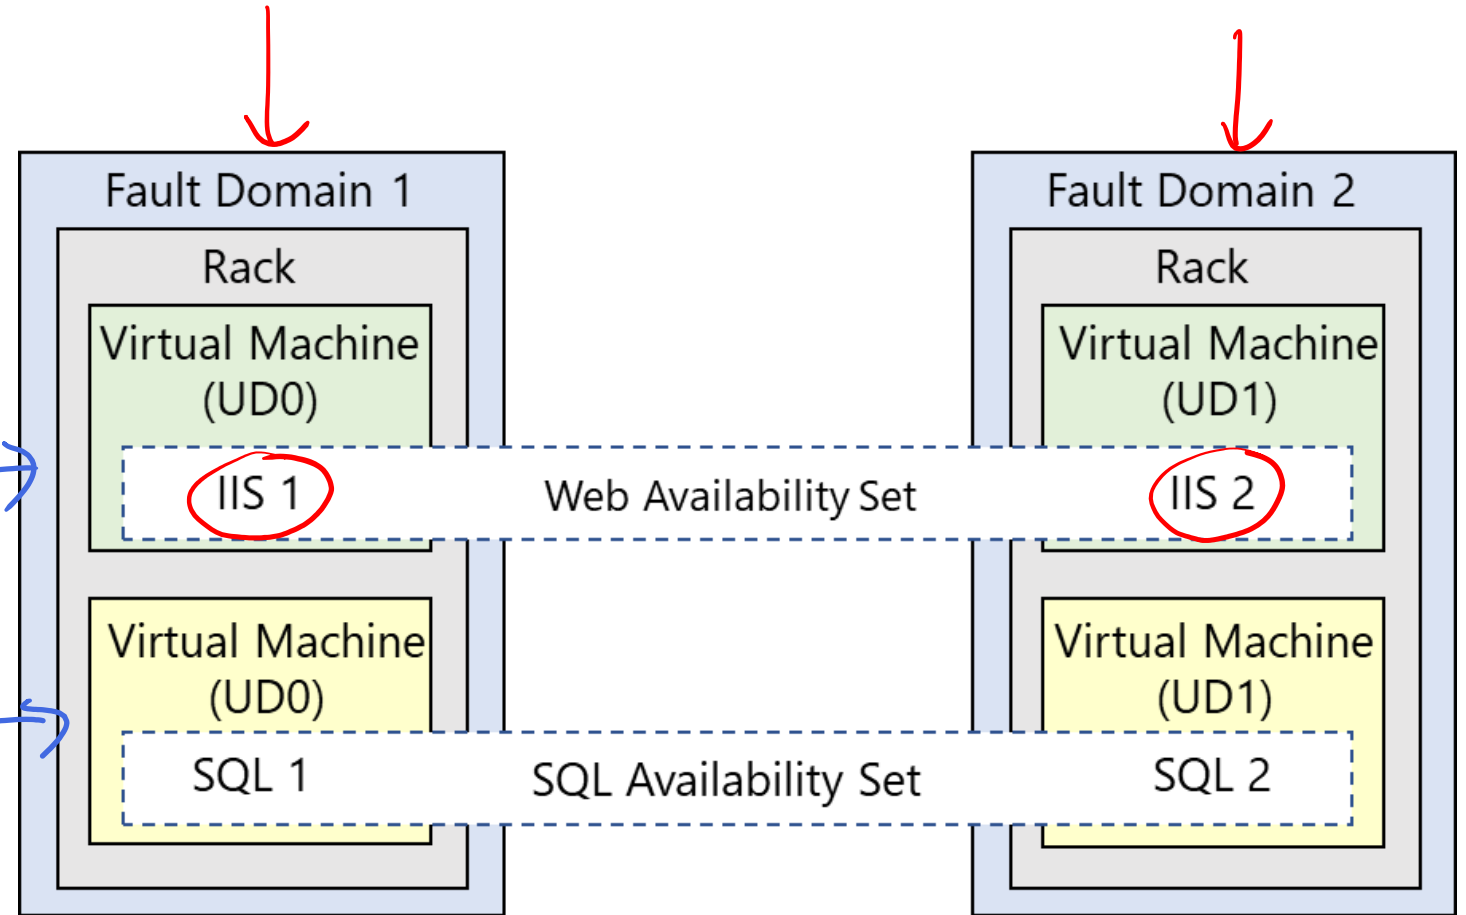 Fault Domain 1
Rack
Virtual Machine
(UD0)
IIS 1
Virtual Machine
(UD0)
SQL 1
Web Availability Set
SQL Availability Set
Fault Domain 2
Rack
Virtual Machine
(UD1)
IIS 2
Virtual Machine
(UD1)
SQL 2